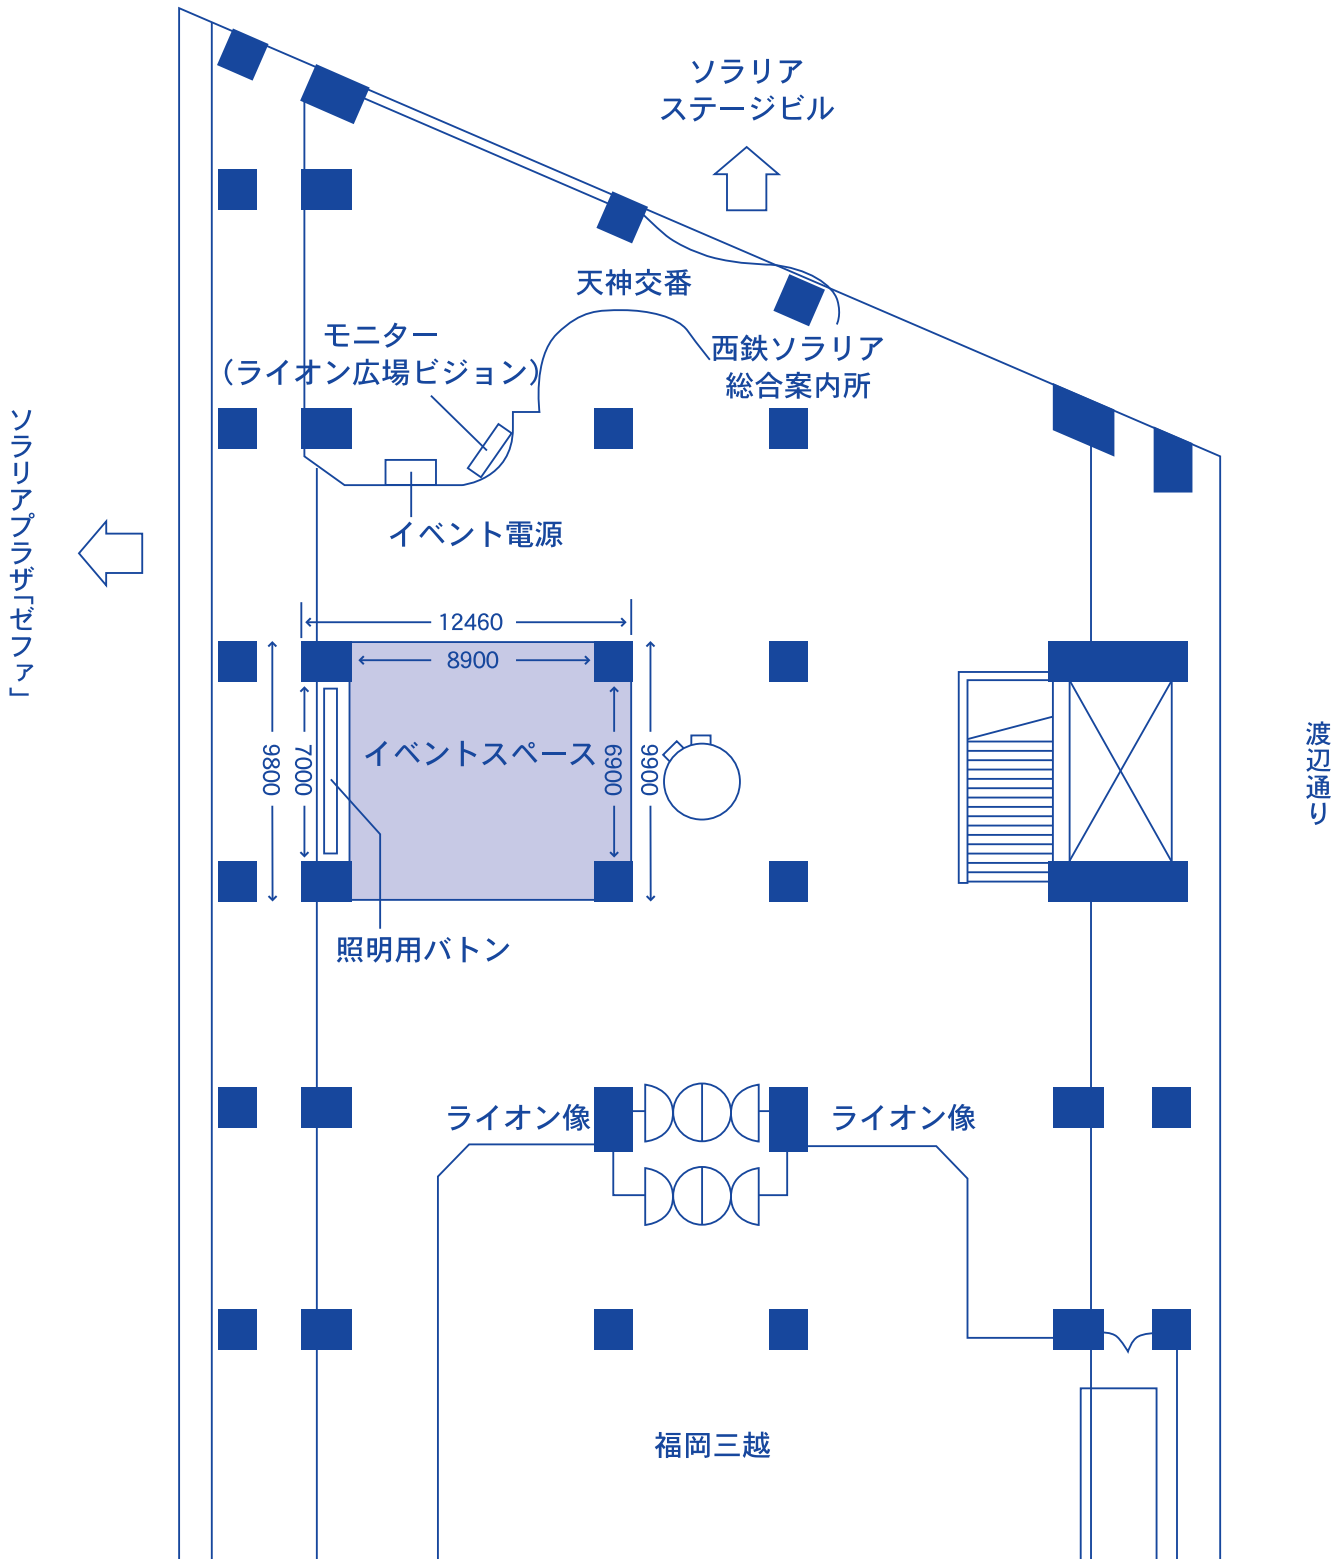 ソラリア
ステージビル
天神交番
モニター
（ライオン広場ビジョン）
西鉄ソラリア
総合案内所
イベント電源
ソラリアプラザ「ゼファ」
12460
8900
9800
7000
イベントスペース
6900
9900
渡辺通り
照明用バトン
ライオン像
ライオン像
福岡三越